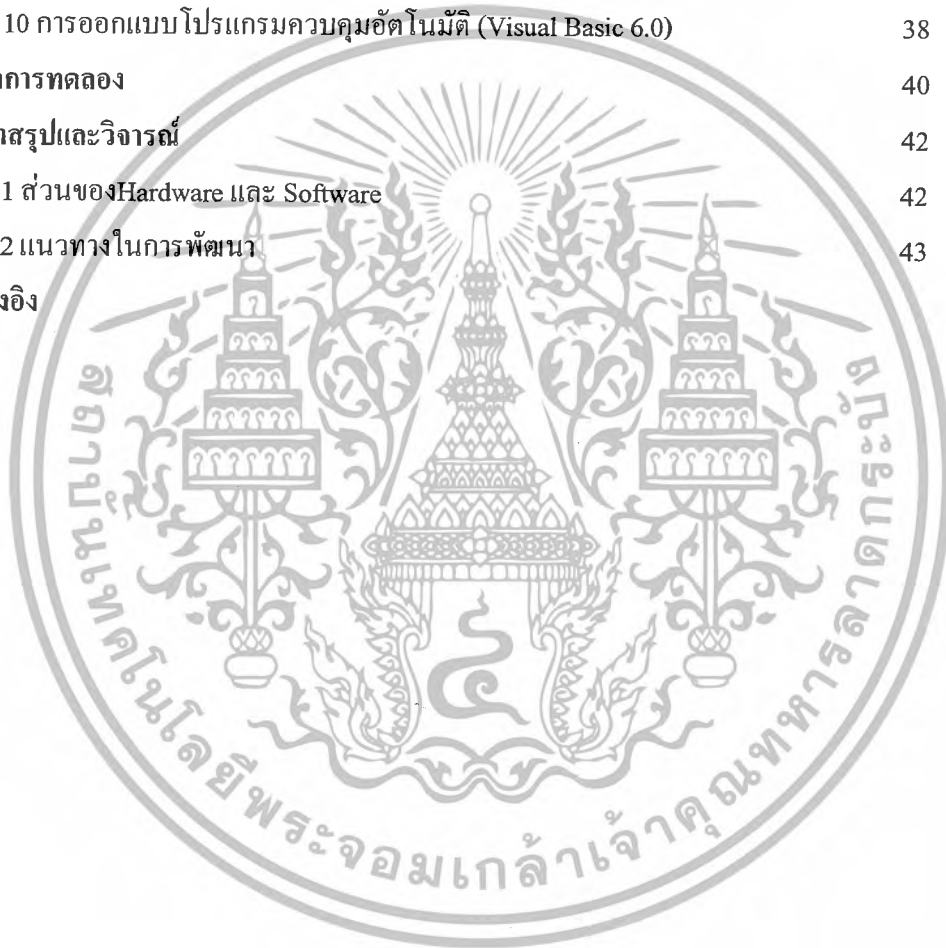 10 การออกแบบโปรแกรมควบคุมอัตโนมัติ (Visual Basic 6.0) 38
การทดลอง 40
สรุปและวิจารณ์ 42
1 ส่วนของHardware และ Software 42
2 แนวทางในการพัฒนา 43
งอิง
สถาบันเทคโนโลยีพระจอมเกล้าเจ้าคุณทหารลาดกระบัง